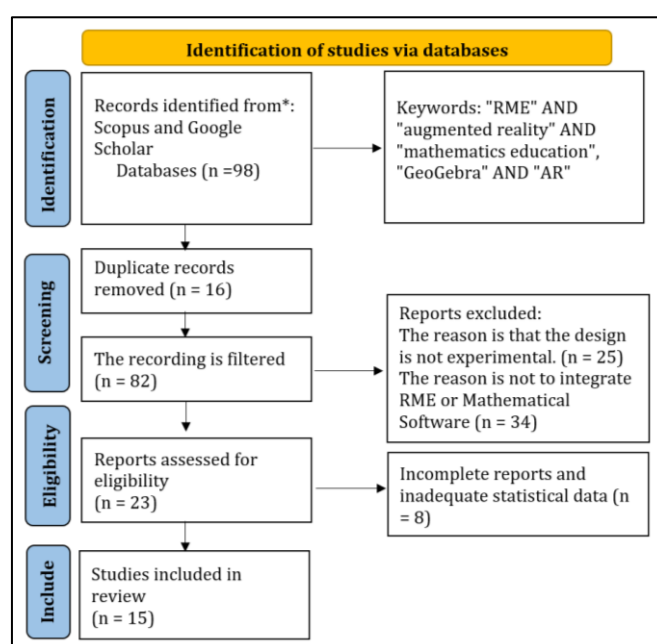 Identification of studies via databases
Identification
Records identified from*:
Scopus and Google
Scholar
Databases (n =98)
Keywords: "RME" AND
"augmented reality" AND
"mathematics education",
"GeoGebra" AND "AR"
Screening
Duplicate records
removed (n = 16)
The recording is filtered
(n = 82)
Reports excluded:
The reason is that the design
is not experimental. (n = 25)
The reason is not to integrate
RME or Mathematical
Software (n = 34)
Eligibility
Reports assessed for
eligibility
(n = 23)
Incomplete reports and
inadequate statistical data (n
= 8)
Include
Studies included in
review
(n = 15)